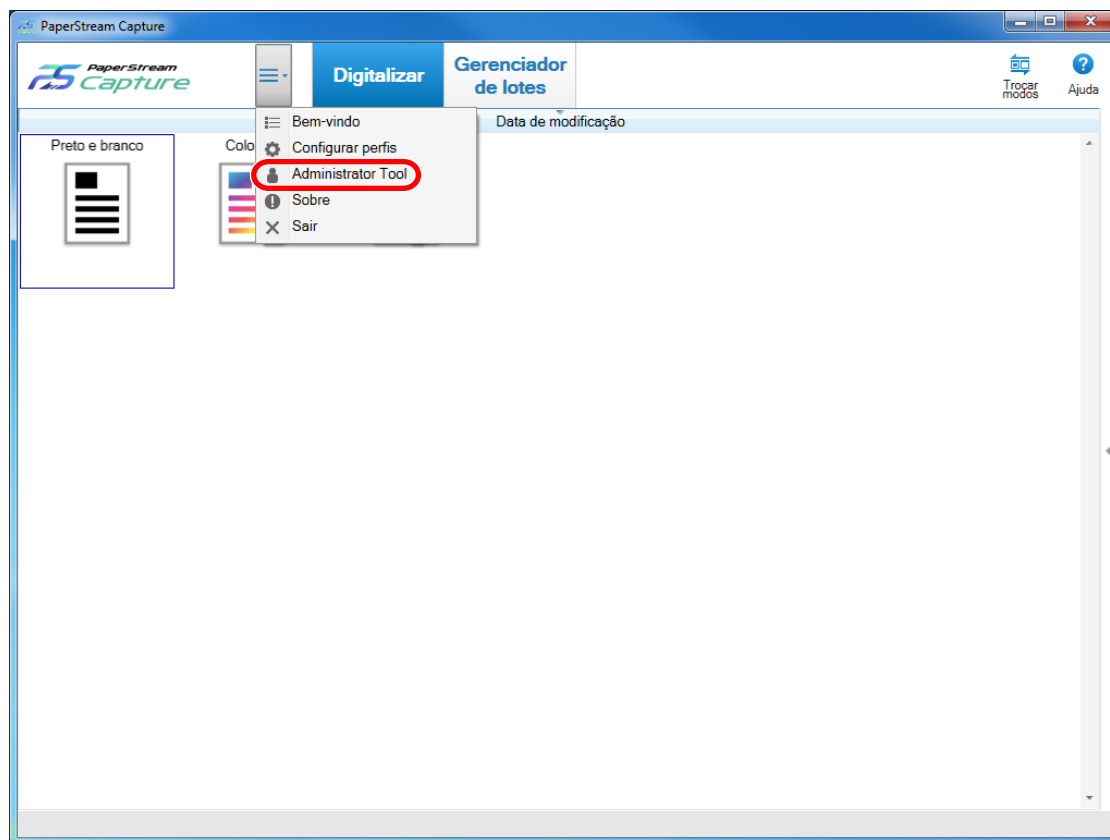 PaperStream Capture
PaperStream
Capture
Digitalizar
Gerenciador
de lotes
Troçar
modos
Ajuda
Data de modificação
Preto e branco
Colo
Bem-vindo
Configurar perfis
Administrator Tool
Sobre
Sair